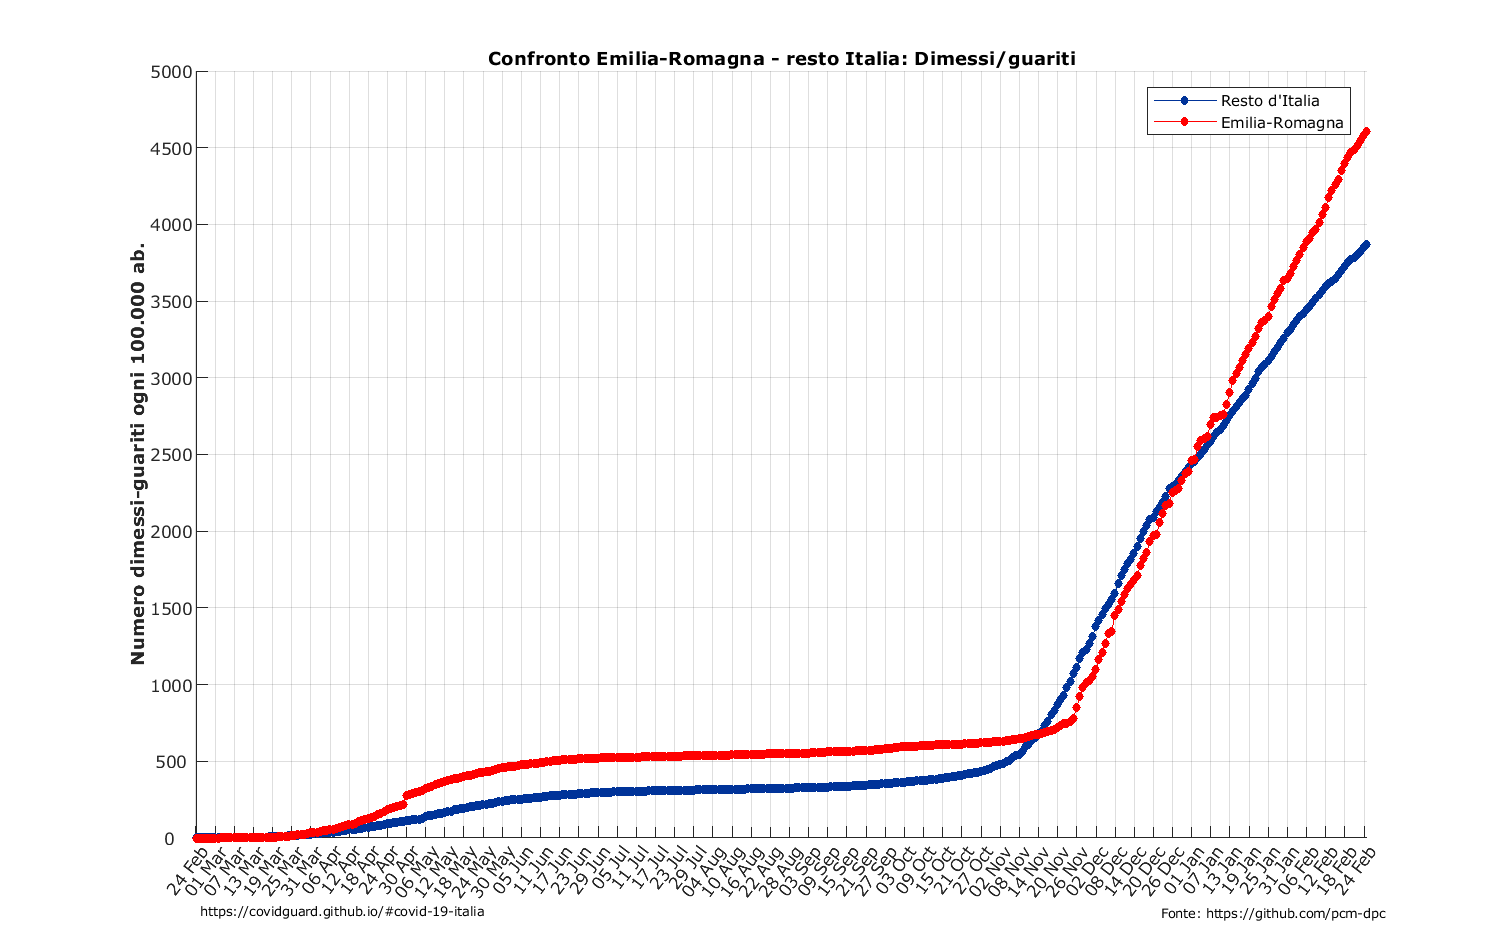 Confronto Emilia-Romagna - resto Italia: Dimessi/guariti
Resto d'Italia
Emilia-Romagna
Numero dimessi-guariti ogni 100.000 ab.
5000
4500
4000
3500
3000
2500
2000
1500
1000
500
0
24 Feb
01 Mar
07 Mar
13 Mar
19 Mar
25 Mar
31 Mar
06 Apr
12 Apr
18 Apr
24 Apr
30 Apr
06 May
12 May
18 May
24 May
30 May
05 Jun
11 Jun
17 Jun
23 Jun
29 Jun
05 Jul
11 Jul
17 Jul
23 Jul
29 Jul
04 Aug
10 Aug
16 Aug
22 Aug
28 Aug
03 Sep
09 Sep
15 Sep
21 Sep
27 Sep
03 Oct
09 Oct
15 Oct
21 Oct
27 Oct
02 Nov
08 Nov
14 Nov
20 Nov
26 Nov
02 Dec
08 Dec
14 Dec
20 Dec
26 Dec
01 Jan
07 Jan
13 Jan
19 Jan
25 Jan
31 Jan
06 Feb
12 Feb
18 Feb
24 Feb
https://covidguard.github.io/#covid-19-italia
Fonte: https://github.com/pcm-dpc